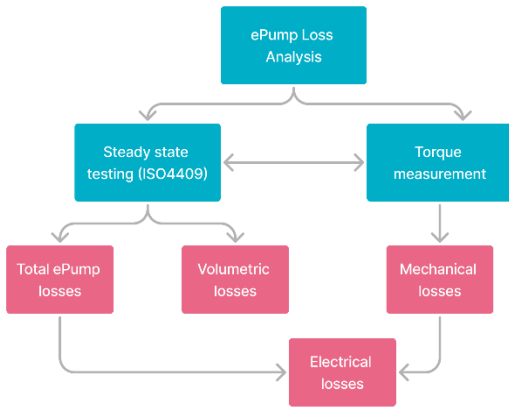 ePump Loss
Analysis
Steady state
testing (ISO4409)
Torque
measurement
Total ePump
losses
Volumetric
losses
Mechanical
losses
Electrical
losses